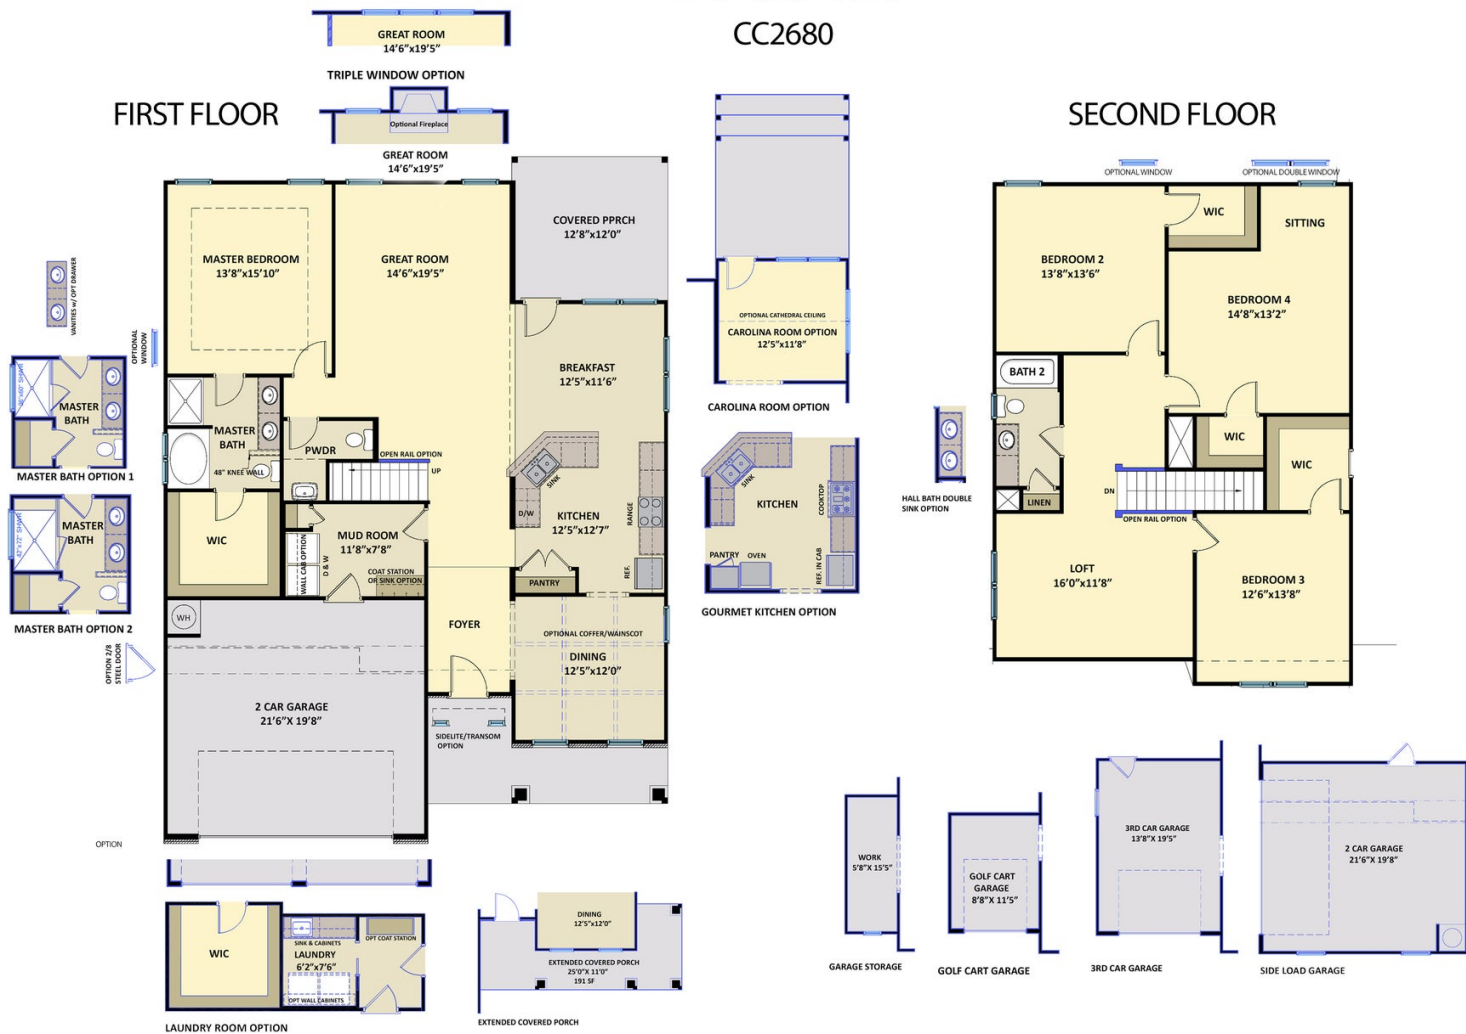 CC2680
GREAT ROOM
14'6"x19'5"
TRIPLE WINDOW OPTION
FIRST FLOOR
Optional Fireplace
GREAT ROOM
14'6"x19'5"
MASTER BEDROOM
13'8"x15'10"
GREAT ROOM
14'6"x19'5"
COVERED PPRCH
12'8"x12'0"
VANITIES w/ OPT DRAWER
OPTIONAL
WINDOW
MASTER
BATH
MASTER BATH OPTION 1
42"x72" SHWR
MASTER
BATH
MASTER BATH OPTION 2
OPTION 2/8
STEEL DOOR
MASTER
BATH
48" KNEE WALL
PWDR
OPEN RAIL OPTION
UP
BREAKFAST
12'5"x11'6"
SINK
D/W
KITCHEN
12'5"x12'7"
RANGE
REF.
PANTRY
WIC
MUD ROOM
11'8"x7'8"
WALL CAB OPTION
D & W
COAT STATION
OR SINK OPTION
WH
FOYER
OPTIONAL COFFER/WAINSCOT
DINING
12'5"x12'0"
2 CAR GARAGE
21'6"X 19'8"
SIDELITE/TRANSOM
OPTION
OPTION
WIC
SINK & CABINETS
LAUNDRY
6'2"x7'6"
OPT WALL CABINETS
OPT COAT STATION
LAUNDRY ROOM OPTION
DINING
12'5"x12'0"
EXTENDED COVERED PORCH
25'0"X 11'0"
191 SF
EXTENDED COVERED PORCH
OPTIONAL CATHEDRAL CEILING
CAROLINA ROOM OPTION
12'5"x11'8"
CAROLINA ROOM OPTION
SINK
KITCHEN
COOKTOP
PANTRY
OVEN
REF. IN CAB
GOURMET KITCHEN OPTION
SECOND FLOOR
OPTIONAL WINDOW
OPTIONAL DOUBLE WINDOW
WIC
SITTING
BEDROOM 2
13'8"x13'6"
BEDROOM 4
14'8"x13'2"
BATH 2
HALL BATH DOUBLE
SINK OPTION
WIC
WIC
LINEN
DN
OPEN RAIL OPTION
LOFT
16'0"x11'8"
BEDROOM 3
12'6"x13'8"
WORK
5'8"X 15'5"
GARAGE STORAGE
GOLF CART
GARAGE
8'8"X 11'5"
GOLF CART GARAGE
3RD CAR GARAGE
13'8"X 19'5"
3RD CAR GARAGE
2 CAR GARAGE
21'6"X 19'8"
SIDE LOAD GARAGE